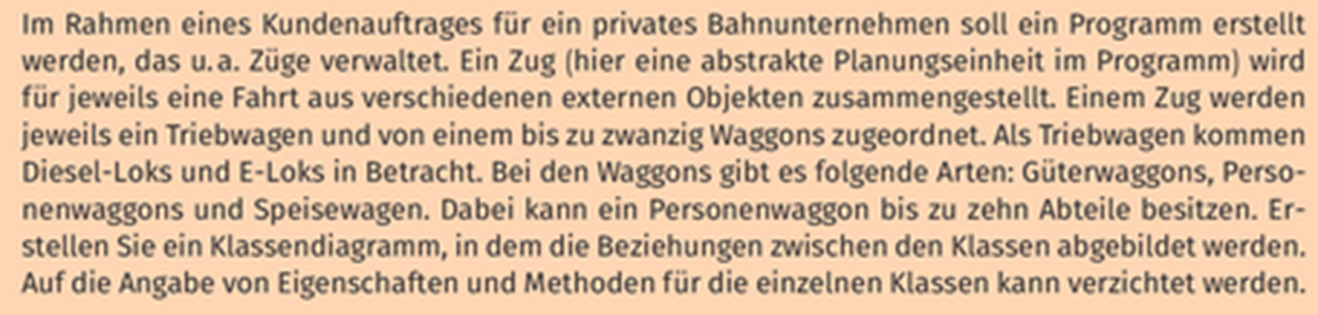 Im Rahmen eines Kundenauftrages für ein privates Bahnunternehmen soll ein Programm erstellt
werden, das u. a. Züge verwaltet. Ein Zug (hier eine abstrakte Planungseinheit im Programm) wird
für jeweils eine Fahrt aus verschiedenen externen Objekten zusammengestellt. Einem Zug werden
jeweils ein Triebwagen und von einem bis zu zwanzig Waggons zugeordnet. Als Triebwagen kommen
Diesel-Loks und E-Loks in Betracht. Bei den Waggons gibt es folgende Arten: Güterwaggons, Perso-
nenwaggons und Speisewagen. Dabei kann ein Personenwaggon bis zu zehn Abteile besitzen. Er-
stellen Sie ein Klassendiagramm, in dem die Beziehungen zwischen den Klassen abgebildet werden.
Auf die Angabe von Eigenschaften und Methoden für die einzelnen Klassen kann verzichtet werden.